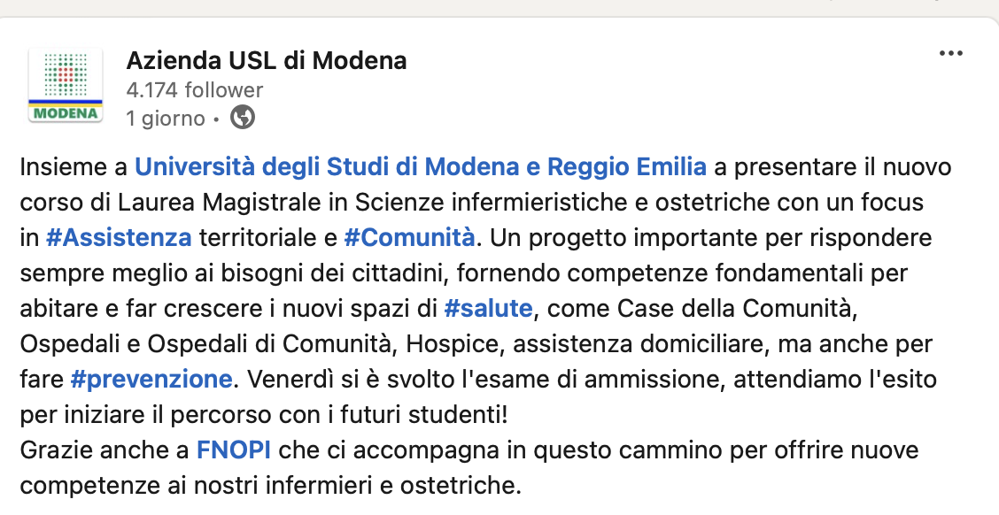 MODENA
Azienda USL di Modena
4.174 follower
1 giorno •
Insieme a Università degli Studi di Modena e Reggio Emilia a presentare il nuovo
corso di Laurea Magistrale in Scienze infermieristiche e ostetriche con un focus
in #Assistenza territoriale e #Comunità. Un progetto importante per rispondere
sempre meglio ai bisogni dei cittadini, fornendo competenze fondamentali per
abitare e far crescere i nuovi spazi di #salute, come Case della Comunità,
Ospedali e Ospedali di Comunità, Hospice, assistenza domiciliare, ma anche per
fare #prevenzione. Venerdì si è svolto l'esame di ammissione, attendiamo l'esito
per iniziare il percorso con i futuri studenti!
Grazie anche a FNOPI che ci accompagna in questo cammino per offrire nuove
competenze ai nostri infermieri e ostetriche.